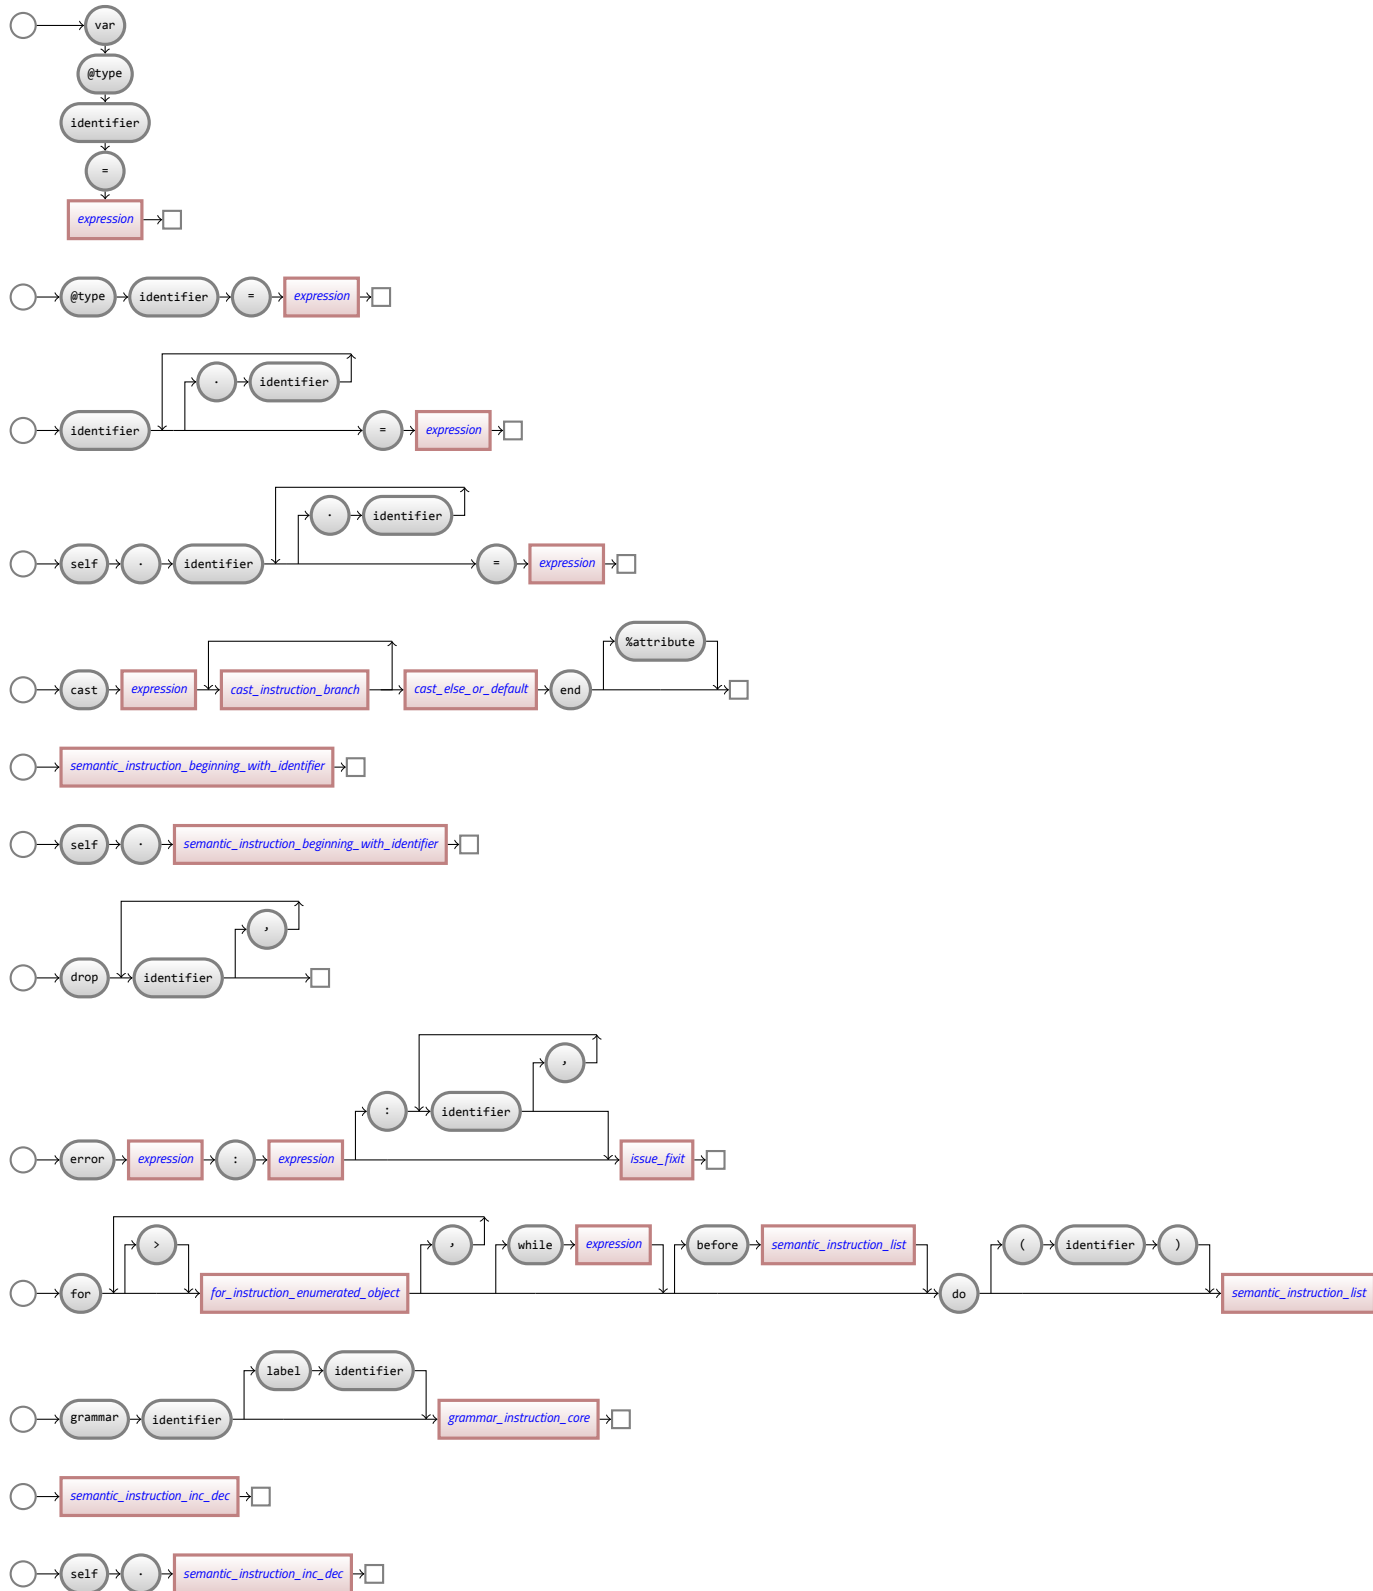 var
@type
identifier
=
expression
@type identifier = expression
. identifier
identifier = expression
. identifier
self . identifier = expression
%attribute
cast expression cast_instruction_branch cast_else_or_default end
semantic_instruction_beginning_with_identifier
self . semantic_instruction_beginning_with_identifier
,
drop identifier
,
: identifier
error expression : expression issue_fixit
> , while expression before semantic_instruction_list ( identifier )
for for_instruction_enumerated_object do semantic_instruction_list
label identifier
grammar identifier grammar_instruction_core
semantic_instruction_inc_dec
self . semantic_instruction_inc_dec